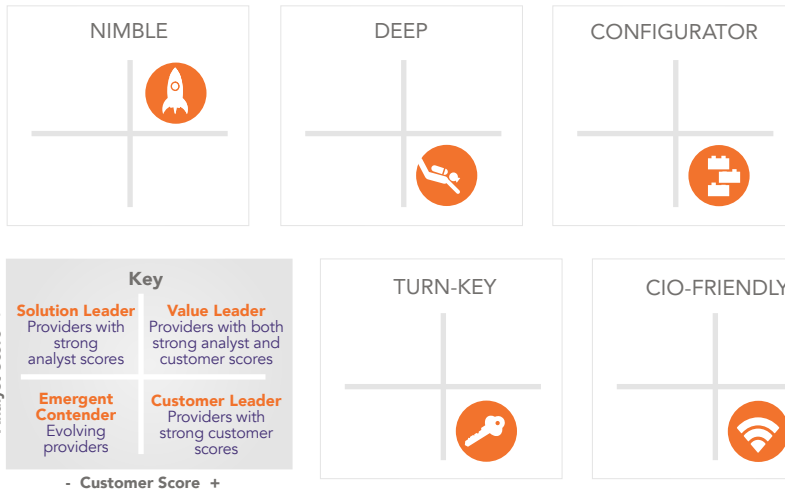 NIMBLE
DEEP
CONFIGURATOR
Key
Solution Leader
Providers with
strong
analyst scores
Value Leader
Providers with both
strong analyst and
customer scores
Emergent
Contender
Evolving
providers
Customer Leader
Providers with
strong customer
scores
- Customer Score +
TURN-KEY
CIO-FRIENDLY